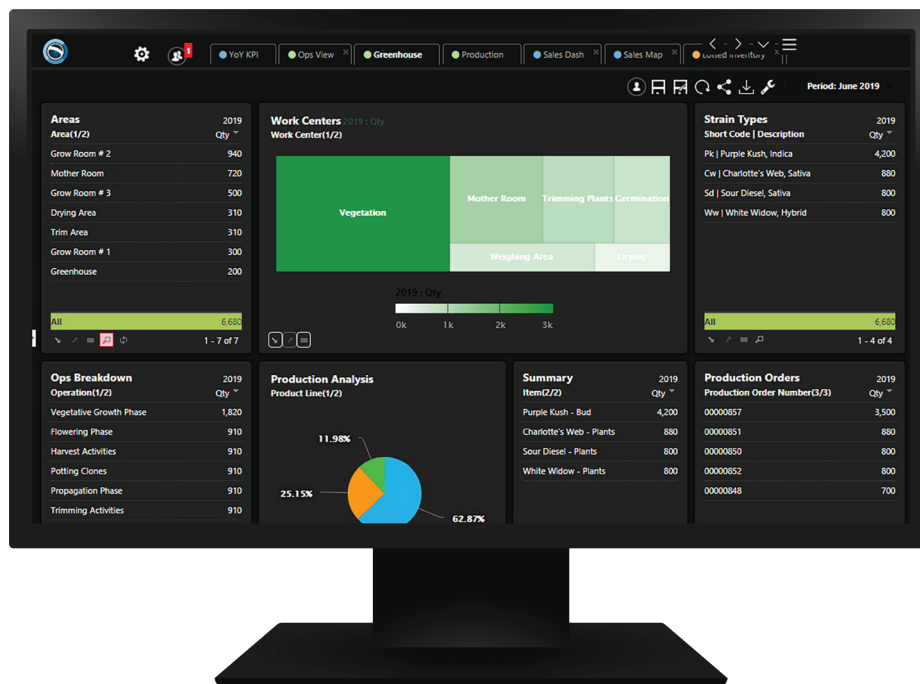 1
YoY KPI
Ops View
Greenhouse
Production
Sales Dash
Sales Map
Lotted Inventory
Period: June 2019
Areas 2019
Area(1/2) Qty
Grow Room # 2 940
Mother Room 720
Grow Room # 3 500
Drying Area 310
Trim Area 310
Grow Room # 1 300
Greenhouse 200
All 6,680
1 - 7 of 7
Work Centers 2019 : Qty
Work Center(1/2)
Vegetation
Mother Room
Trimming Plants
Germination
Weighing Area
Drying
2019 : Qty
0k 1k 2k 3k
Strain Types 2019
Short Code | Description Qty
Pk | Purple Kush, Indica 4,200
Cw | Charlotte's Web, Sativa 880
Sd | Sour Diesel, Sativa 800
Ww | White Widow, Hybrid 800
All 6,680
1 - 4 of 4
Ops Breakdown 2019
Operation(1/2) Qty
Vegetative Growth Phase 1,820
Flowering Phase 910
Harvest Activities 910
Potting Clones 910
Propagation Phase 910
Trimming Activities 910
Production Analysis
Product Line(1/2)
11.98%
25.15%
62.87%
Summary 2019
Item(2/2) Qty
Purple Kush - Bud 4,200
Charlotte's Web - Plants 880
Sour Diesel - Plants 800
White Widow - Plants 800
Production Orders 2019
Production Order Number(3/3) Qty
00000857 3,500
00000851 880
00000850 800
00000852 800
00000848 700